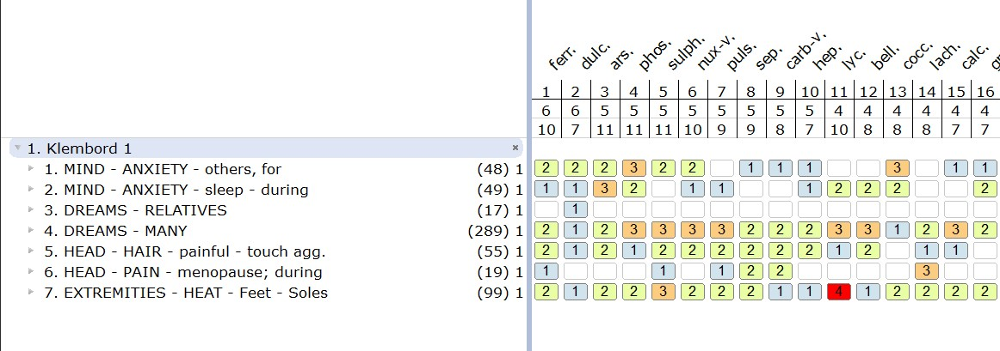 ferr. dulc. ars. phos. sulph. nux-v. puls. sep. carb-v. hep. lyc. bell. cocc. lach. calc. gr
1 2 3 4 5 6 7 8 9 10 11 12 13 14 15 16
6 6 5 5 5 5 5 5 5 5 4 4 4 4 4 4
10 7 11 11 11 10 9 9 8 7 10 8 8 8 7 7
1. Klembord 1 ×
1. MIND - ANXIETY - others, for (48) 1 2 2 2 3 2 2 1 1 1 3 1 1
2. MIND - ANXIETY - sleep - during (49) 1 1 1 3 2 1 1 1 2 2 2 2
3. DREAMS - RELATIVES (17) 1 1
4. DREAMS - MANY (289) 1 2 1 2 3 3 3 3 2 2 2 3 3 1 2 3 2
5. HEAD - HAIR - painful - touch agg. (55) 1 2 1 2 1 2 2 2 2 2 2 1 2 1 1
6. HEAD - PAIN - menopause; during (19) 1 1 1 1 2 2 3
7. EXTREMITIES - HEAT - Feet - Soles (99) 1 2 1 2 2 3 2 2 2 1 1 4 1 2 2 2 2